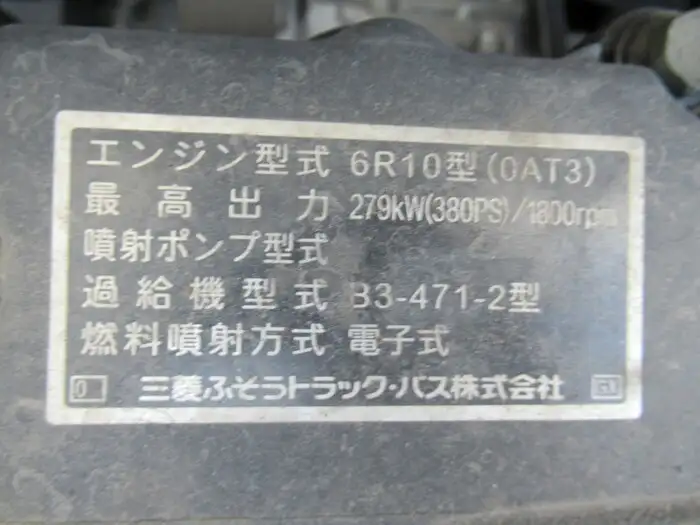 エンジン型式 6R10型(0AT3)
最高出力 279kW(380PS)/1800rpm
噴射ポンプ型式
過給機型式 B3-471-2型
燃料噴射方式 電子式
0 三菱ふそうトラック・バス株式会社